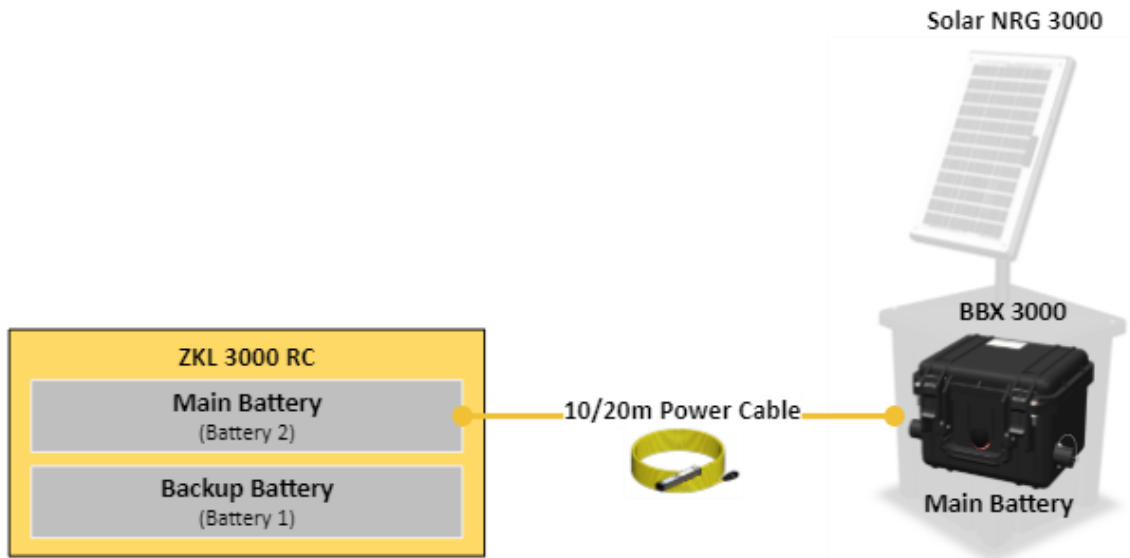 Solar NRG 3000
BBX 3000
ZKL 3000 RC
Main Battery
(Battery 2)
10/20m Power Cable
Backup Battery
(Battery 1)
Main Battery